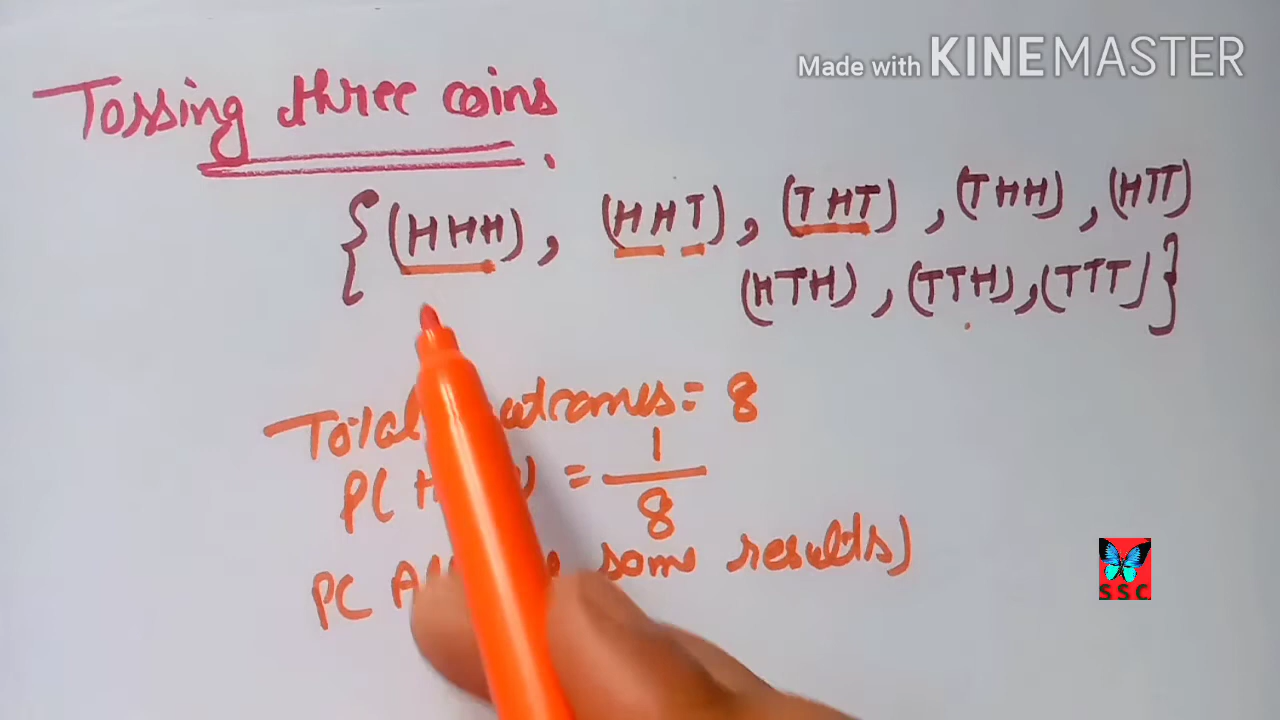 Made with KINEMASTER
Tossing three coins
{(HHH), (HHT), (THT), (THH), (HTT)
(HTH), (TTH), (TTT)}
Total = 8
P( = 1/8
P( some results)
SSC